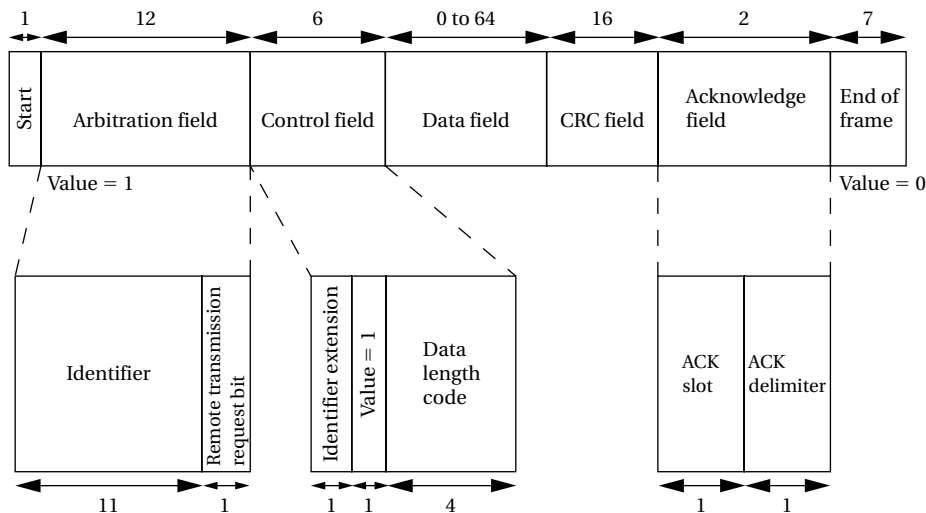 1 12 6 0 to 64 16 2 7
Start
Arbitration field
Control field
Data field
CRC field
Acknowledge
field
End of
frame
Value = 1
Value = 0
Identifier
Remote transmission
request bit
Identifier extension
Value = 1
Data
length
code
ACK
slot
ACK
delimiter
11 1 1 1 4 1 1